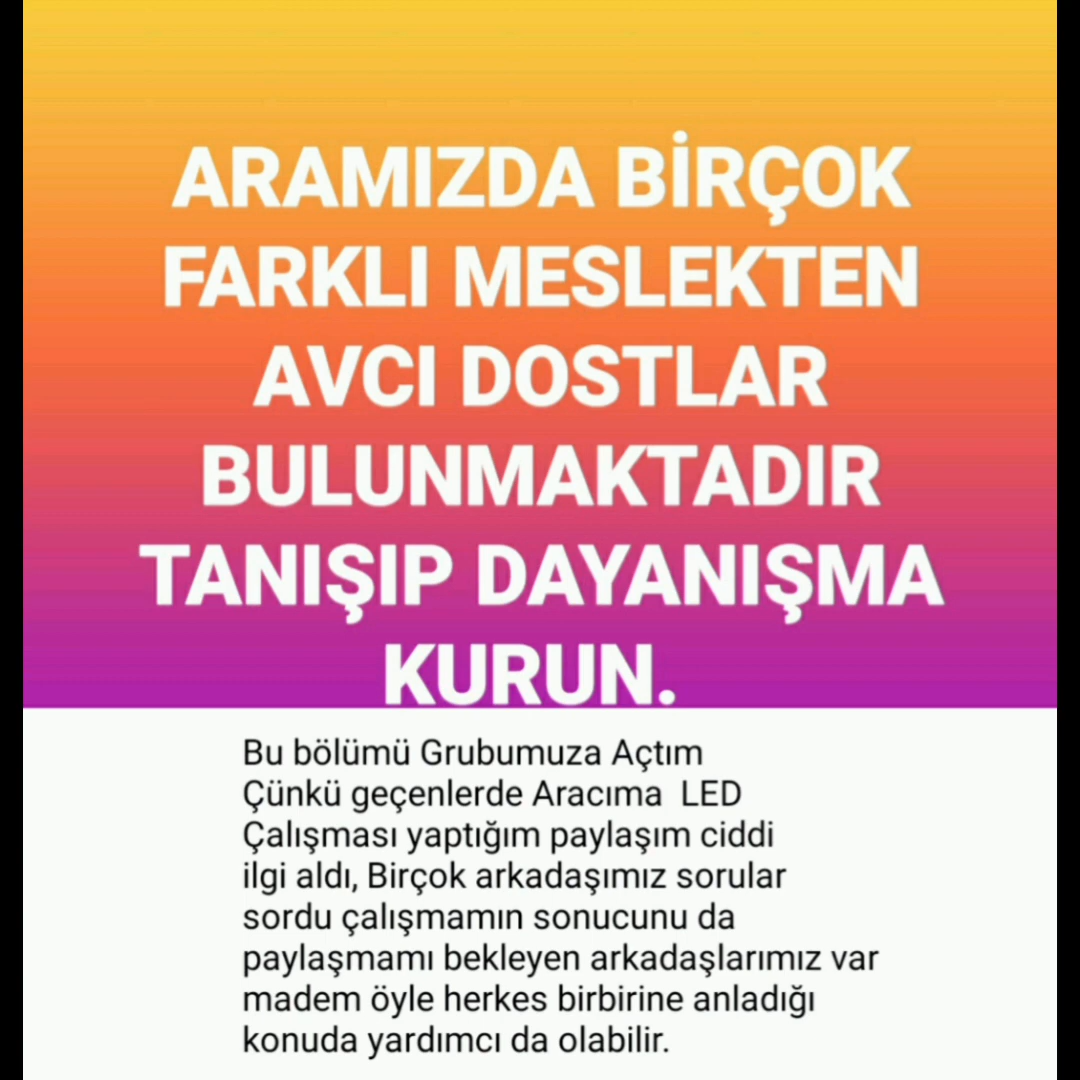 ARAMIZDA BİRÇOK
FARKLI MESLEKTEN
AVCI DOSTLAR
BULUNMAKTADIR
TANIŞIP DAYANIŞMA
KURUN.
Bu bölümü Grubumuza Açtım
Çünkü geçenlerde Aracıma  LED
Çalışması yaptığım paylaşım ciddi
ilgi aldı, Birçok arkadaşımız sorular
sordu çalışmamın sonucunu da
paylaşmamı bekleyen arkadaşlarımız var
madem öyle herkes birbirine anladığı
konuda yardımcı da olabilir.